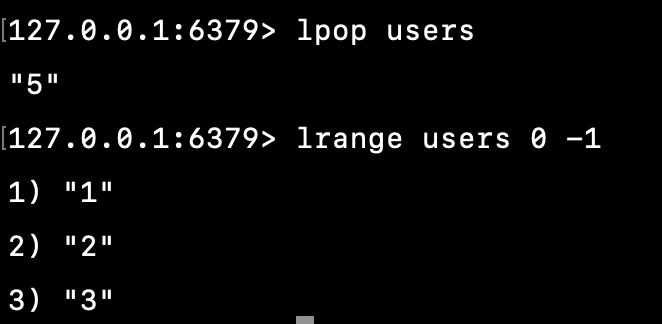 [127.0.0.1:6379> lpop users
"5"
[127.0.0.1:6379> lrange users 0 -1
1) "1"
2) "2"
3) "3"